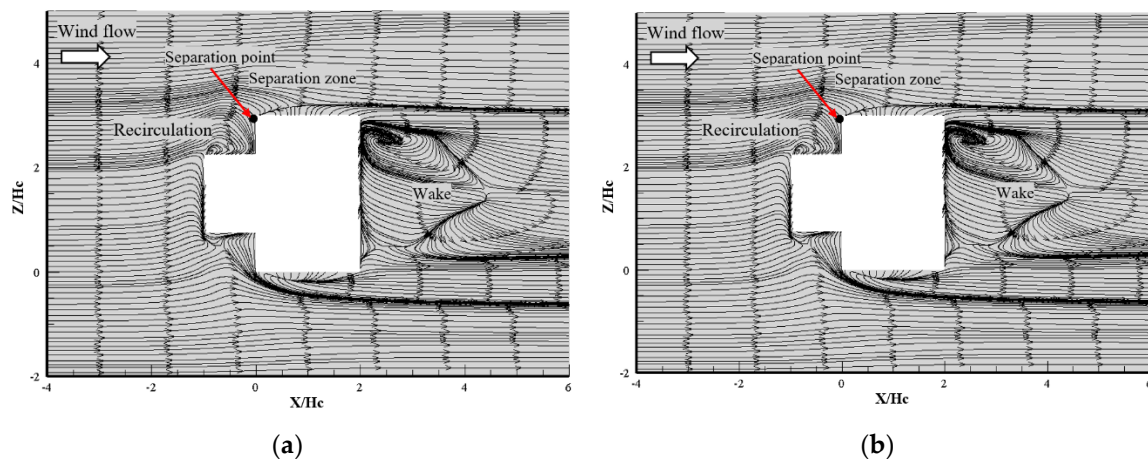 Wind flow
Separation point
Separation zone
Recirculation
Wake
Z/Hc
4
2
0
-2
-4
-2
0
2
4
6
X/Hc
(a)
Wind flow
Separation point
Separation zone
Recirculation
Wake
Z/Hc
4
2
0
-2
-4
-2
0
2
4
6
X/Hc
(b)